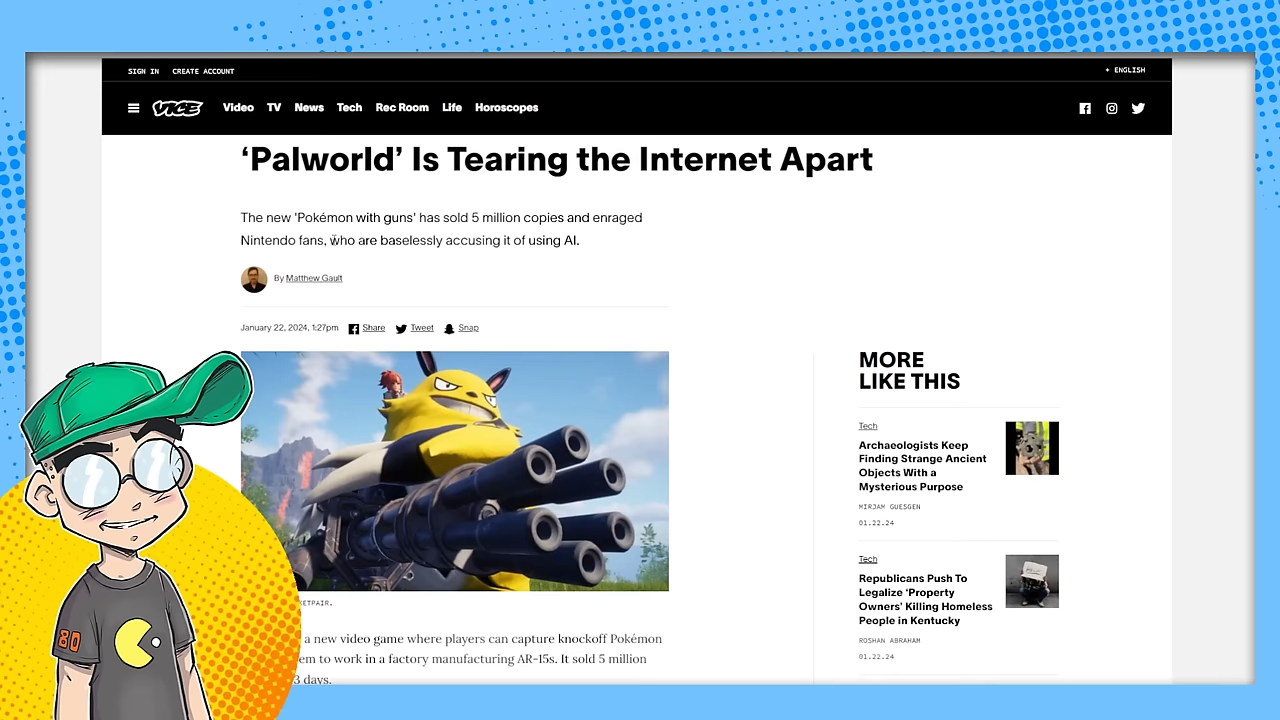 SIGN IN CREATE ACCOUNT
+ ENGLISH
VICE Video TV News Tech Rec Room Life Horoscopes
‘Palworld’ Is Tearing the Internet Apart
The new 'Pokémon with guns' has sold 5 million copies and enraged
Nintendo fans, who are baselessly accusing it of using AI.
By Matthew Gault
January 22, 2024, 1:27pm Share Tweet Snap
KETPAIR.
a new video game where players can capture knockoff Pokémon
em to work in a factory manufacturing AR-15s. It sold 5 million
3 days.
MORE
LIKE THIS
Tech
Archaeologists Keep
Finding Strange Ancient
Objects With a
Mysterious Purpose
MIRJAM GUESGEN
01.22.24
Tech
Republicans Push To
Legalize ‘Property
Owners’ Killing Homeless
People in Kentucky
ROSHAN ABRAHAM
01.22.24
80